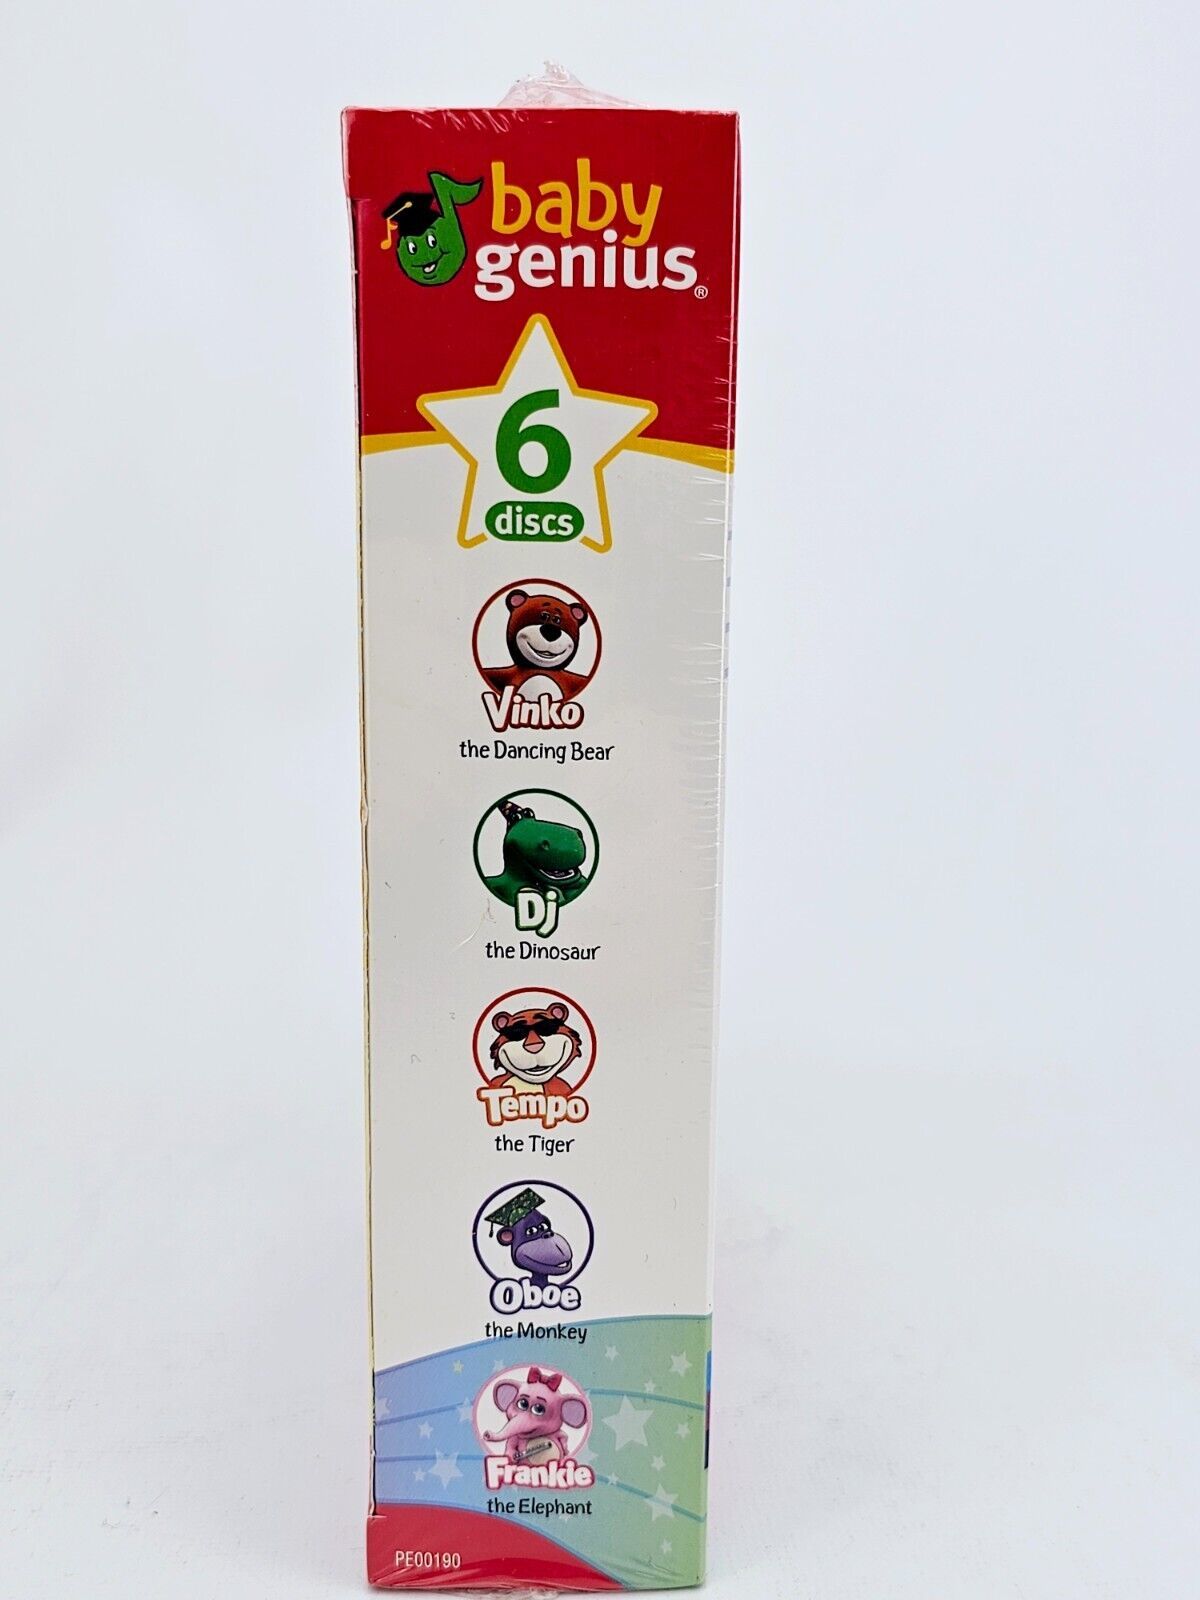 baby
genius®
6
discs
Vinko
the Dancing Bear
Dj
the Dinosaur
Tempo
the Tiger
Oboe
the Monkey
Frankie
the Elephant
PE00190